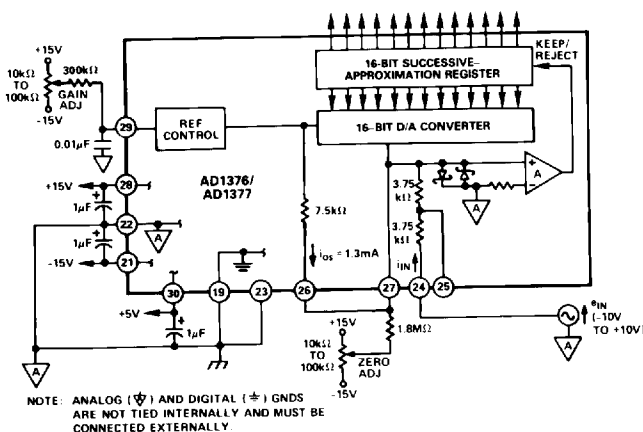 +15V
10kΩ
TO
100kΩ
-15V
300kΩ
GAIN
ADJ
0.01µF
29
REF
CONTROL
16-BIT SUCCESSIVE-
APPROXIMATION REGISTER
KEEP/
REJECT
16-BIT D/A CONVERTER
AD1376/
AD1377
+15V
28
1µF
22
A
1µF
-15V
21
7.5kΩ
iOS = 1.3mA
3.75
kΩ
3.75
kΩ
iIN
+
A
−
A
30
19
23
26
27
24
25
+5V
+
1µF
A
+15V
10kΩ
TO
100kΩ
-15V
ZERO
ADJ
1.8MΩ
eIN
(-10V
TO +10V)
A
NOTE: ANALOG (A) AND DIGITAL (⏚) GNDS
ARE NOT TIED INTERNALLY AND MUST BE
CONNECTED EXTERNALLY.